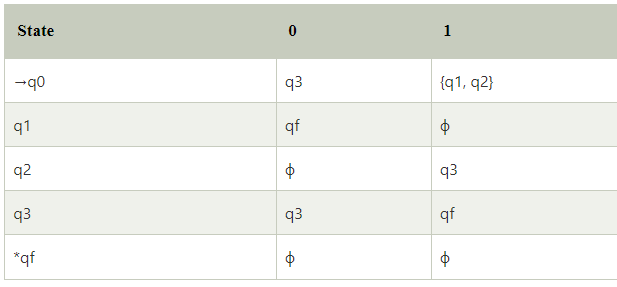 State 0 1
→q0 q3 {q1, q2}
q1 qf ϕ
q2 ϕ q3
q3 q3 qf
*qf ϕ ϕ